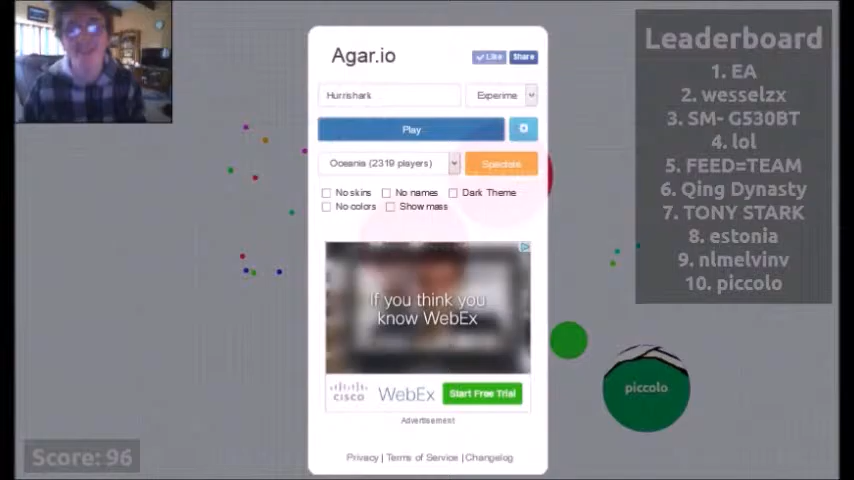 Agar.io
Like
Share
Hurrishark
Experime
Play
Oceania (2319 players)
Spectate
No skins
No names
Dark Theme
No colors
Show mass
If you think you
know WebEx
CISCO
WebEx
Start Free Trial
Advertisement
Privacy | Terms of Service | Changelog
Leaderboard
1. EA
2. wesselzx
3. SM- G530BT
4. lol
5. FEED=TEAM
6. Qing Dynasty
7. TONY STARK
8. estonia
9. nlmelvinv
10. piccolo
piccolo
Score: 96